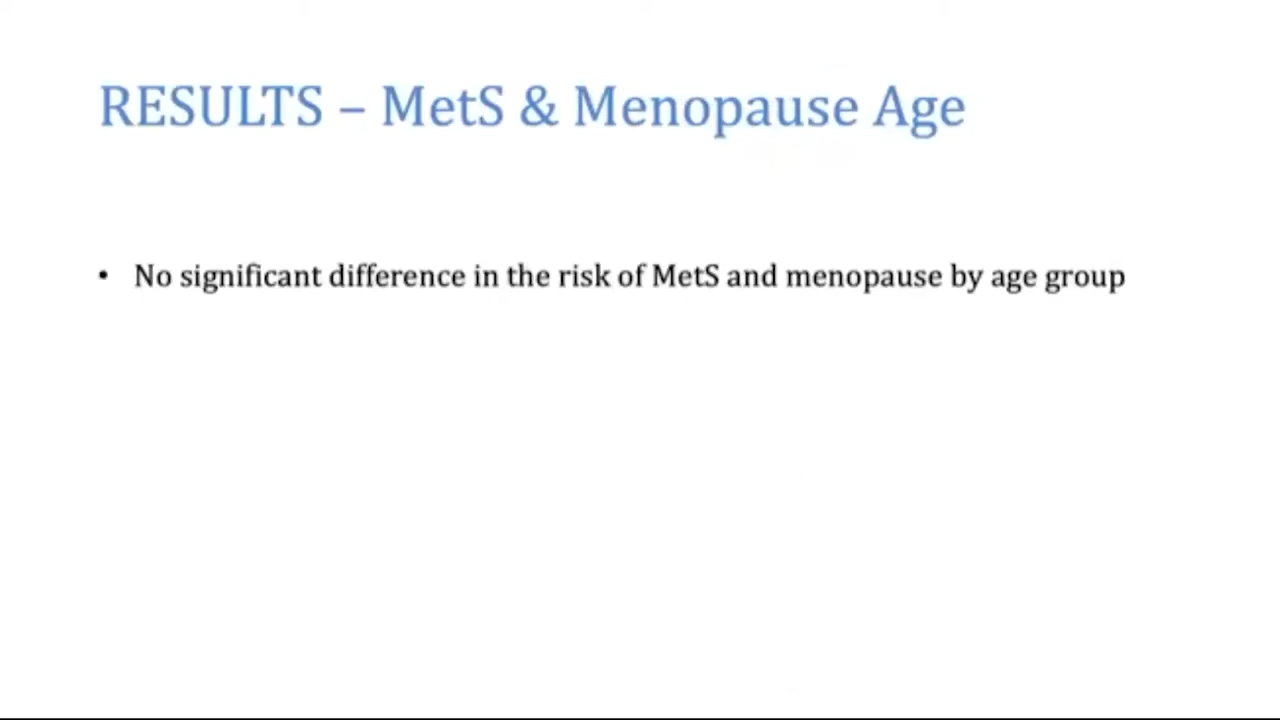 RESULTS – MetS & Menopause Age
• No significant difference in the risk of MetS and menopause by age group